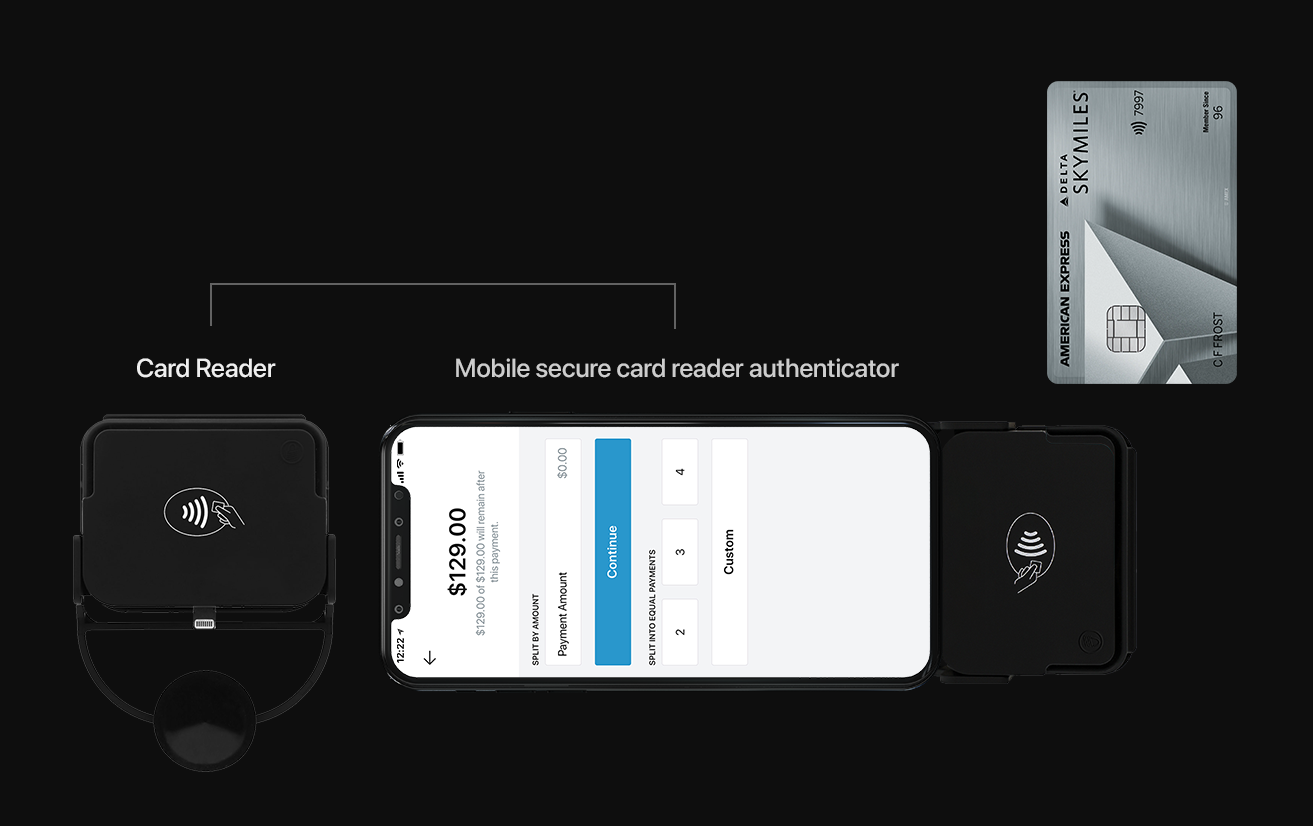 Card Reader
Mobile secure card reader authenticator
12:22
$129.00
$129.00 of $129.00 will remain after
this payment.
SPLIT BY AMOUNT
Payment Amount $0.00
Continue
SPLIT INTO EQUAL PAYMENTS
2 3 4
Custom
AMERICAN EXPRESS
DELTA
SKYMILES
7997
Member Since
96
C F FROST